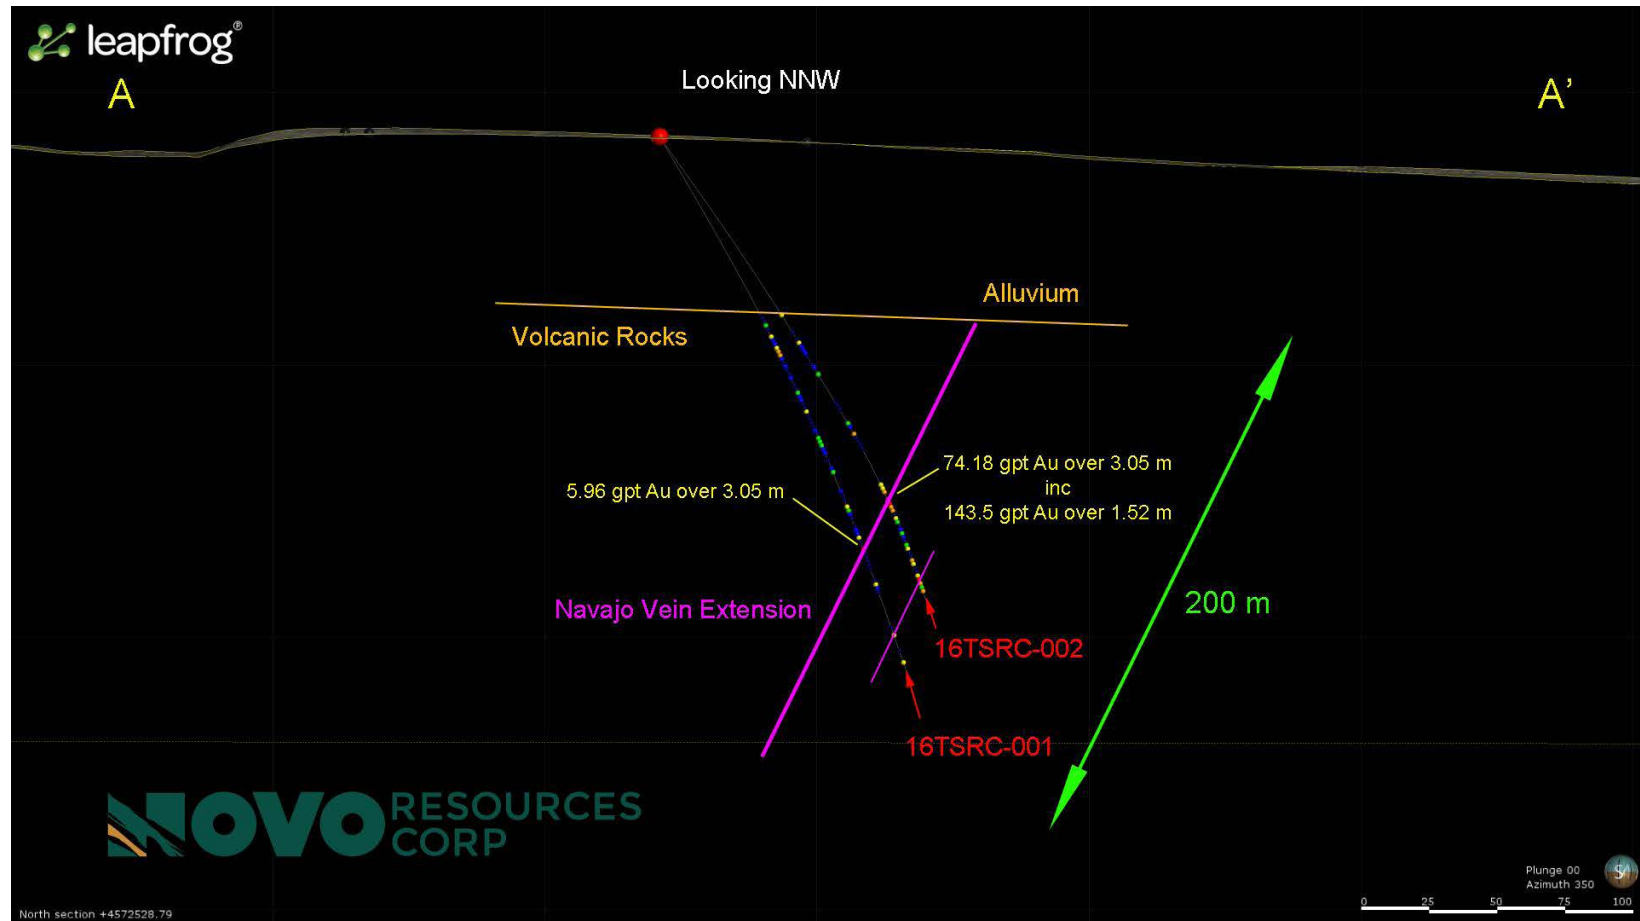 leapfrog®
A
Looking NNW
A’
Alluvium
Volcanic Rocks
74.18 gpt Au over 3.05 m
inc
143.5 gpt Au over 1.52 m
5.96 gpt Au over 3.05 m
Navajo Vein Extension
200 m
16TSRC-002
16TSRC-001
NOVO RESOURCES
CORP
Plunge 00
Azimuth 350
0 25 50 75 100
North section +4572528.79